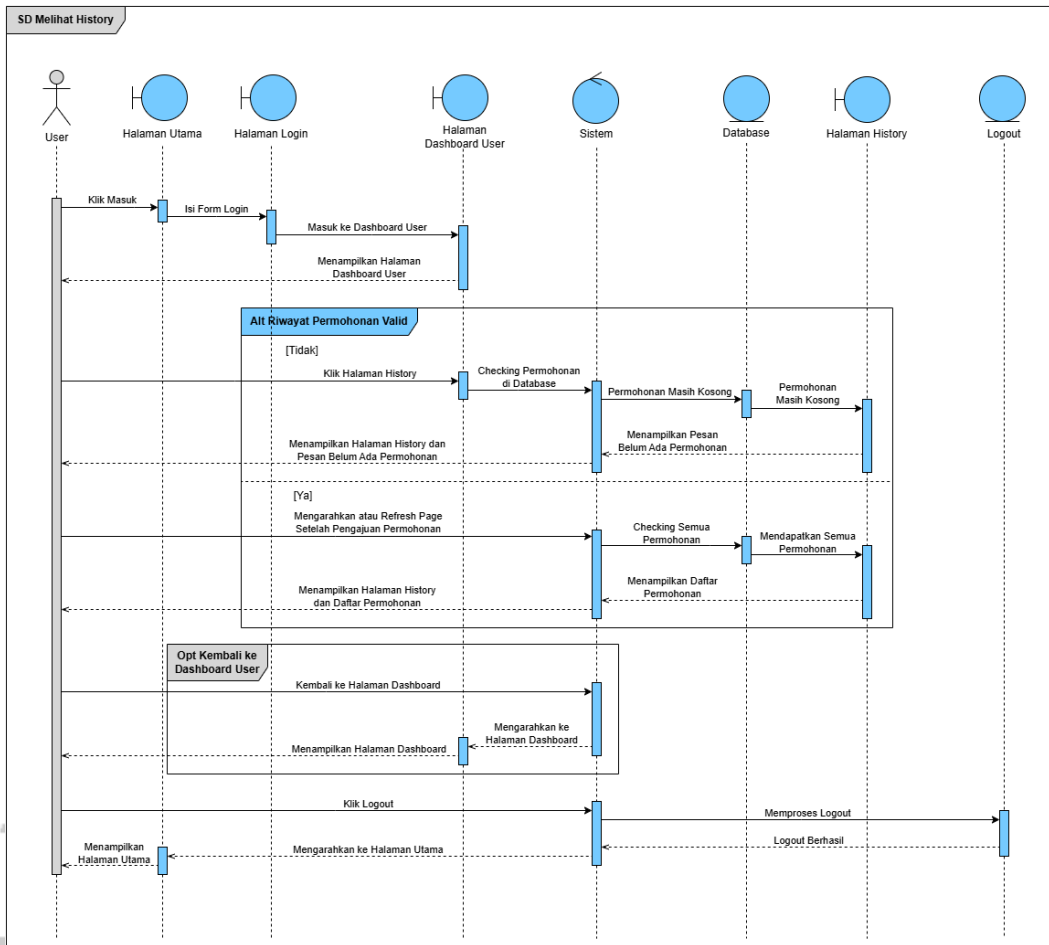 SD Melihat History
User
Halaman Utama
Halaman Login
Halaman
Dashboard User
Sistem
Database
Halaman History
Logout
Klik Masuk
Isi Form Login
Masuk ke Dashboard User
Menampilkan Halaman
Dashboard User
Alt Riwayat Permohonan Valid
[Tidak]
Klik Halaman History
Checking Permohonan
di Database
Permohonan Masih Kosong
Permohonan
Masih Kosong
Menampilkan Pesan
Belum Ada Permohonan
Menampilkan Halaman History dan
Pesan Belum Ada Permohonan
[Ya]
Mengarahkan atau Refresh Page
Setelah Pengajuan Permohonan
Checking Semua
Permohonan
Mendapatkan Semua
Permohonan
Menampilkan Daftar
Permohonan
Menampilkan Halaman History
dan Daftar Permohonan
Opt Kembali ke
Dashboard User
Kembali ke Halaman Dashboard
Mengarahkan ke
Halaman Dashboard
Menampilkan Halaman Dashboard
Klik Logout
Memproses Logout
Logout Berhasil
Mengarahkan ke Halaman Utama
Menampilkan
Halaman Utama